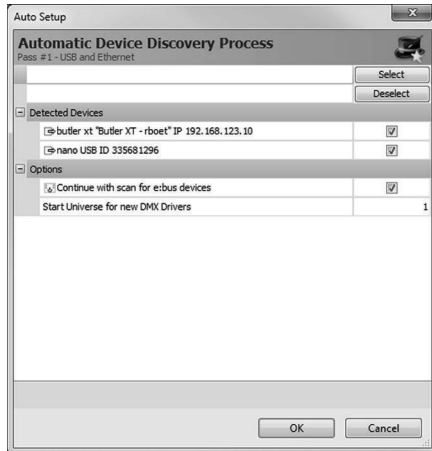 Auto Setup
Automatic Device Discovery Process
Pass #1 - USB and Ethernet
Select
Deselect
Detected Devices
butler xt "Butler XT - rboet" IP 192.168.123.10
nano USB ID 335681296
Options
Continue with scan for e:bus devices
Start Universe for new DMX Drivers 1
OK Cancel